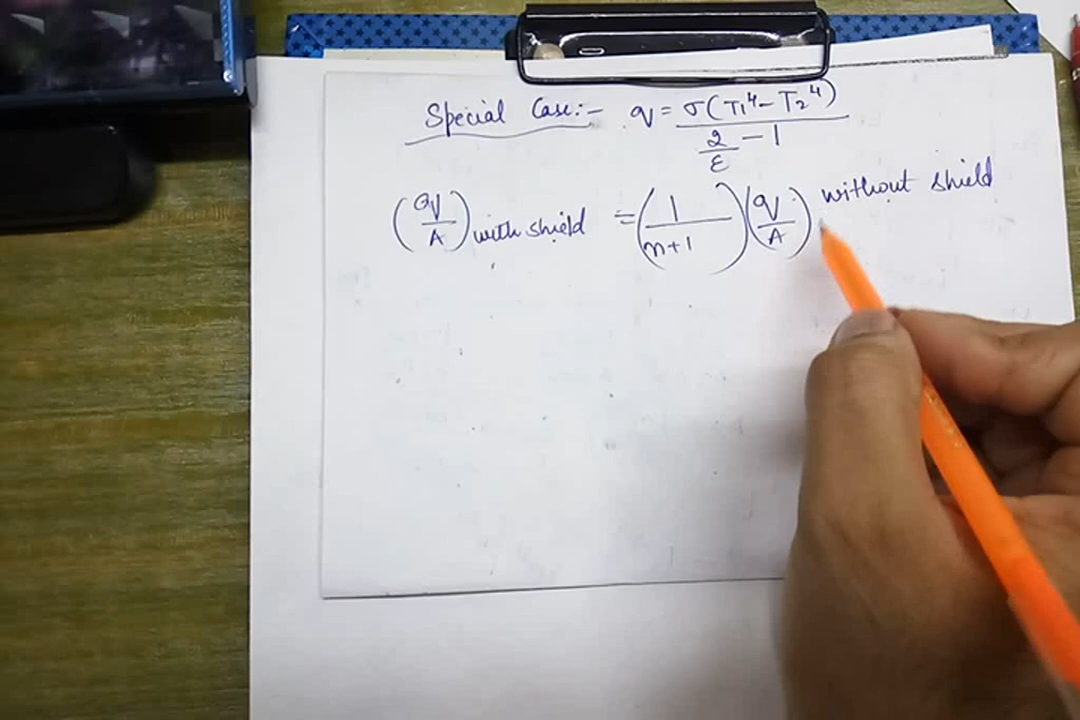 Special Case:- q = σ(T₁⁴ - T₂⁴) / (2/ε - 1)
(q/A) with shield = (1/(n+1)) (q/A) without shield